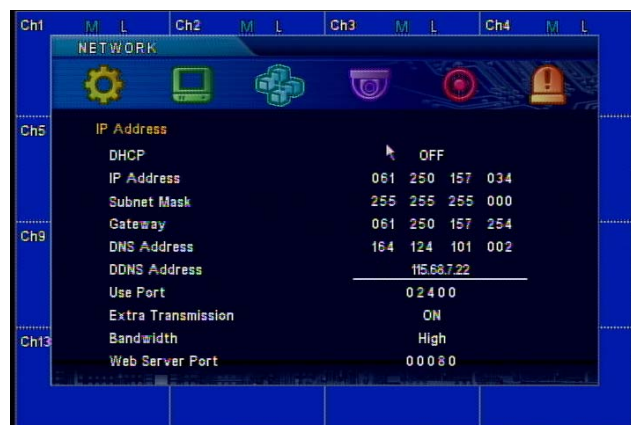 Ch1 M L Ch2 M L Ch3 M L Ch4 M L
NETWORK
Ch5
IP Address
DHCP OFF
IP Address 061 250 157 034
Subnet Mask 255 255 255 000
Gateway 061 250 157 254
Ch9
DNS Address 164 124 101 002
DDNS Address 115.68.7.22
Use Port 02400
Extra Transmission ON
Ch13
Bandwidth High
Web Server Port 00080